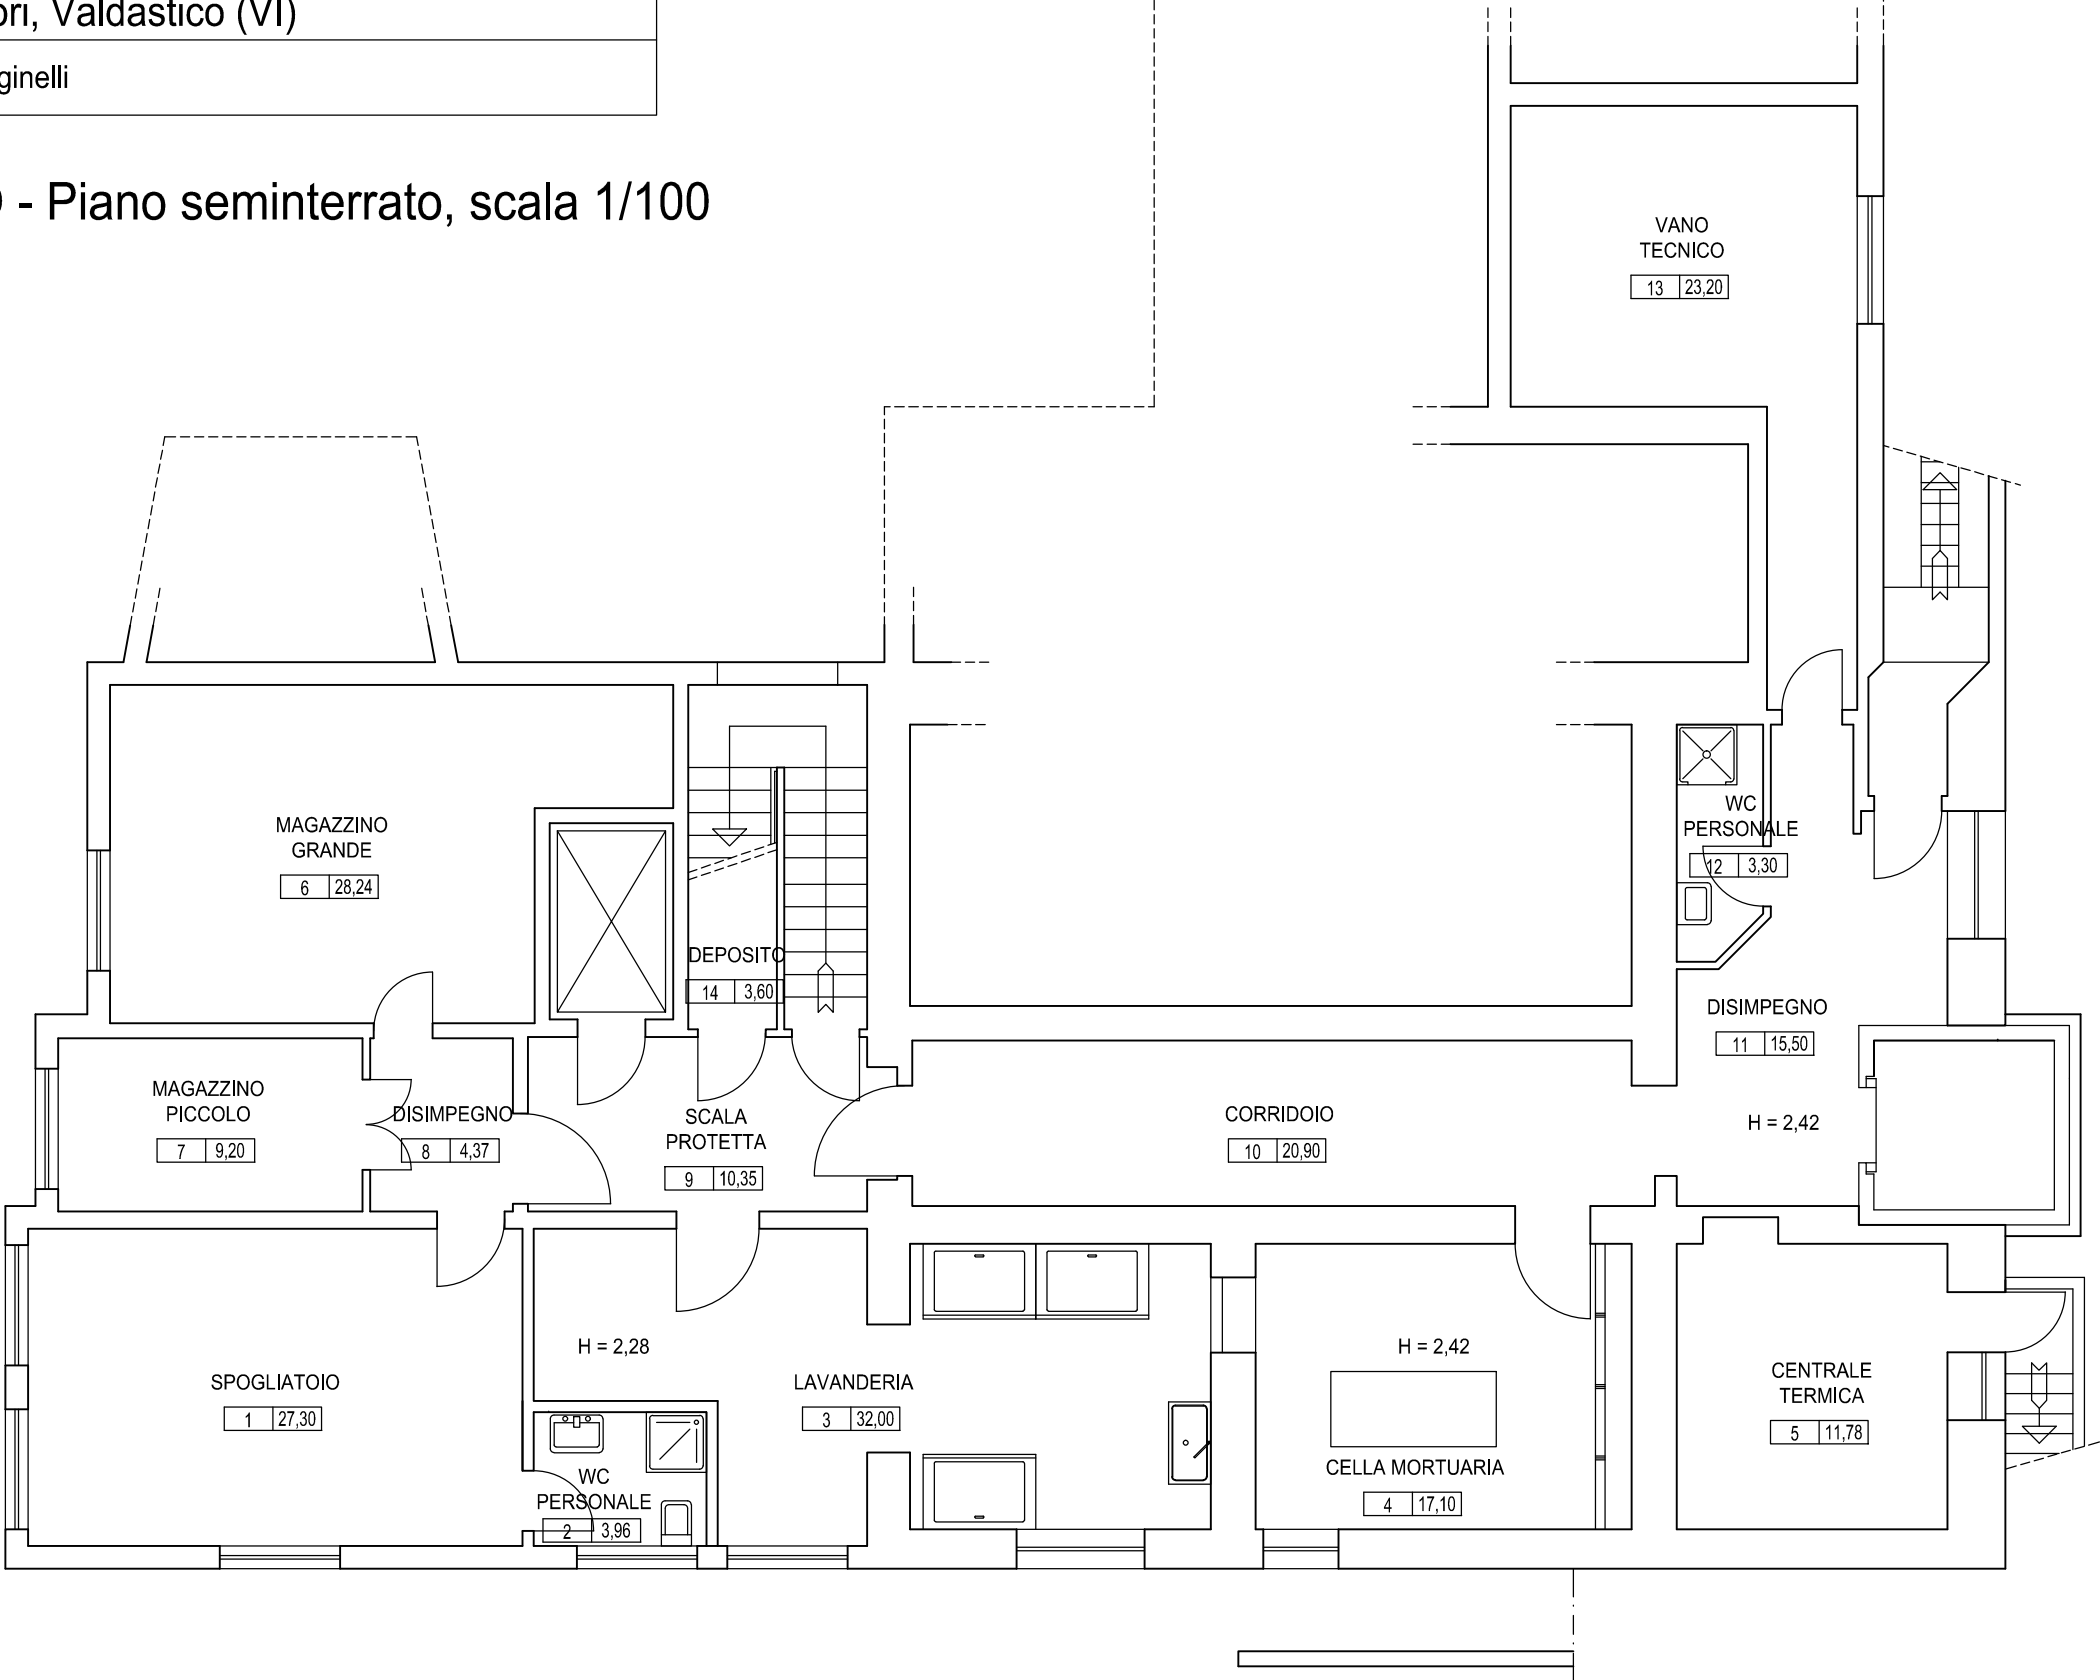 ori, Valdastico (VI)
ginelli
- Piano seminterrato, scala 1/100
VANO
TECNICO
13 23,20
MAGAZZINO
GRANDE
6 28,24
WC
PERSONALE
12 3,30
DEPOSITO
14 3,60
DISIMPEGNO
11 15,50
H = 2,42
MAGAZZINO
PICCOLO
7 9,20
DISIMPEGNO
8 4,37
SCALA
PROTETTA
9 10,35
CORRIDOIO
10 20,90
SPOGLIATOIO
1 27,30
H = 2,28
LAVANDERIA
3 32,00
WC
PERSONALE
2 3,96
H = 2,42
CELLA MORTUARIA
4 17,10
CENTRALE
TERMICA
5 11,78